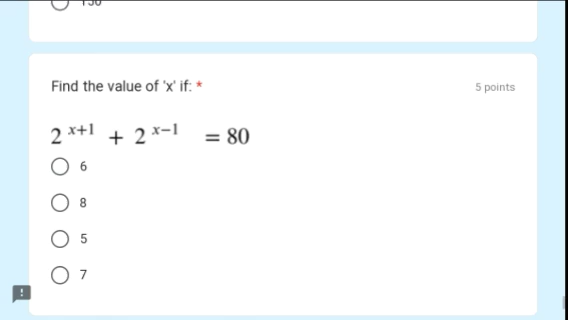 Find the value of 'x' if: *
5 points
2 ˣ⁺¹ + 2 ˣ⁻¹ = 80
6
8
5
7